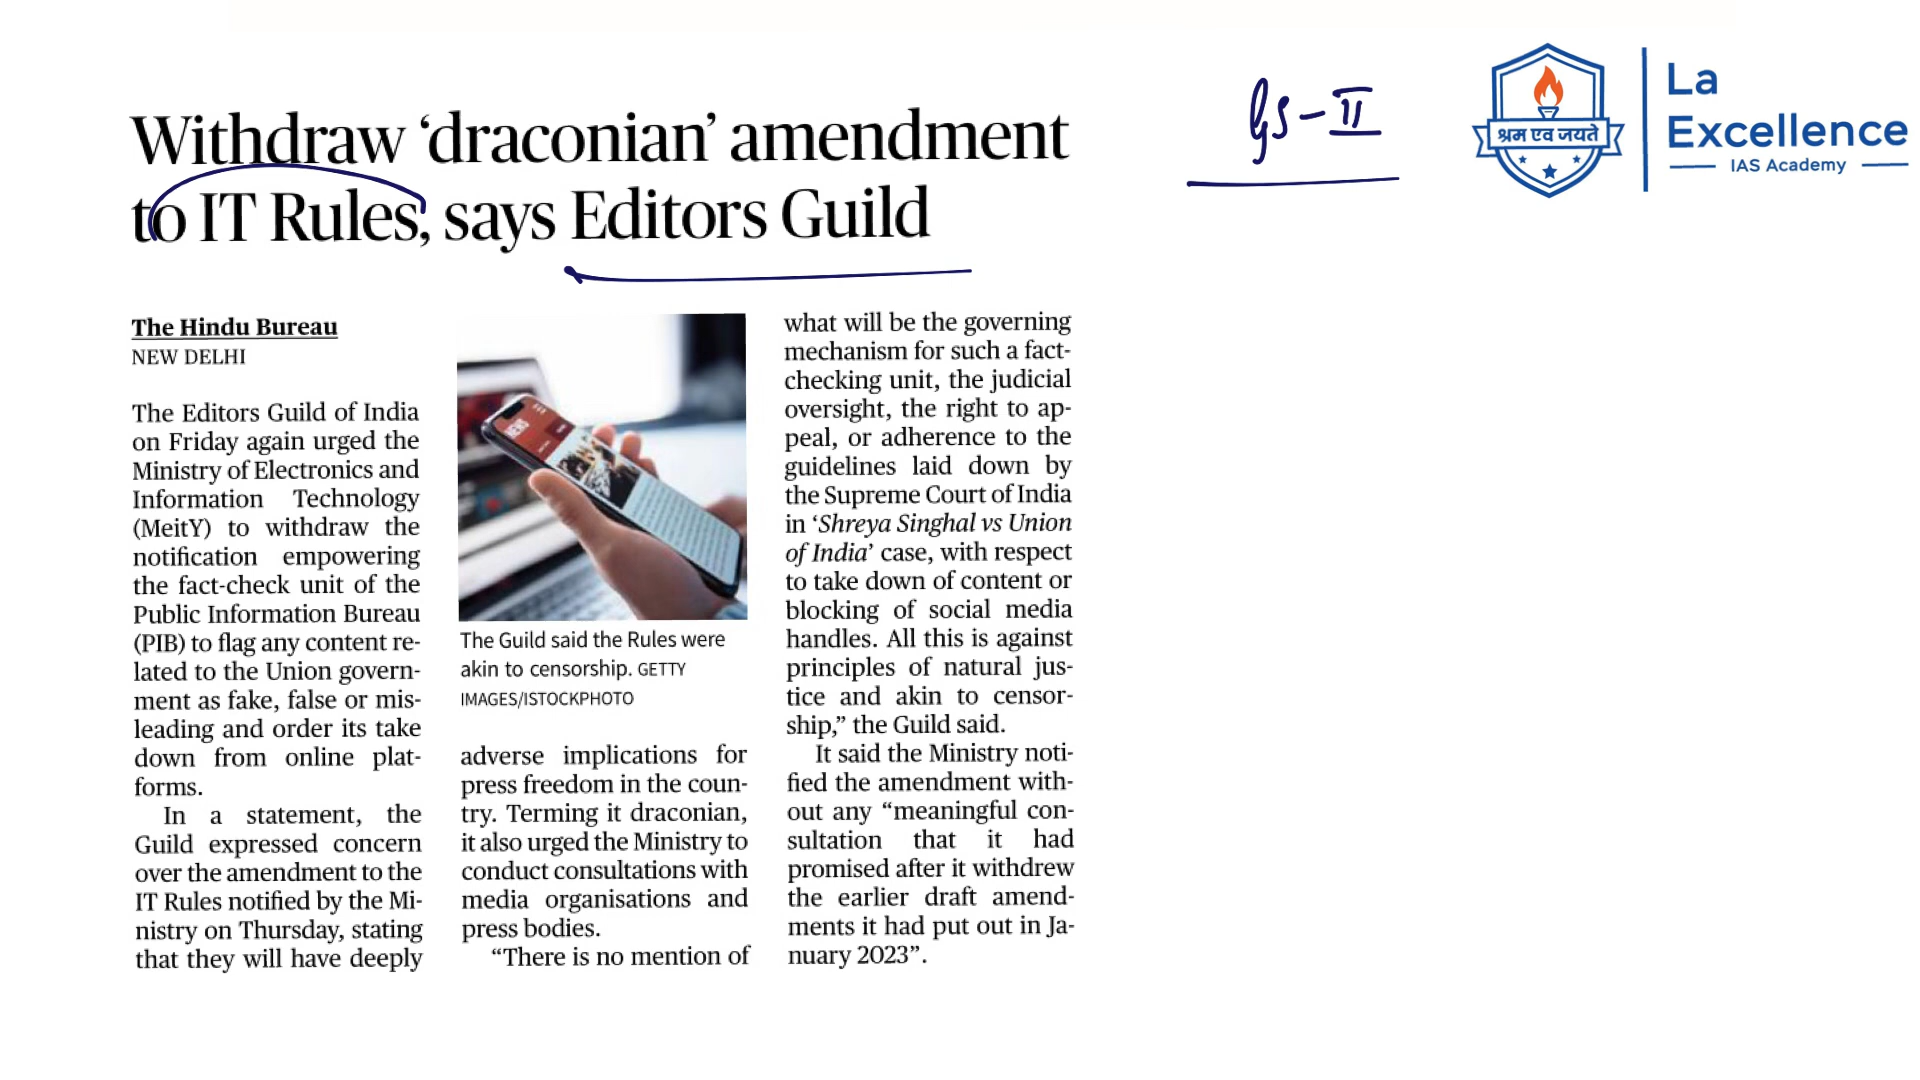 Withdraw ‘draconian’ amendment
to IT Rules, says Editors Guild
GS-II
श्रम एव जयते
La
Excellence
IAS Academy
The Hindu Bureau
NEW DELHI
The Editors Guild of India
on Friday again urged the
Ministry of Electronics and
Information Technology
(MeitY) to withdraw the
notification empowering
the fact-check unit of the
Public Information Bureau
(PIB) to flag any content re-
lated to the Union govern-
ment as fake, false or mis-
leading and order its take
down from online plat-
forms.
In a statement, the
Guild expressed concern
over the amendment to the
IT Rules notified by the Mi-
nistry on Thursday, stating
that they will have deeply
NEWS
The Guild said the Rules were
akin to censorship. GETTY
IMAGES/ISTOCKPHOTO
adverse implications for
press freedom in the coun-
try. Terming it draconian,
it also urged the Ministry to
conduct consultations with
media organisations and
press bodies.
“There is no mention of
what will be the governing
mechanism for such a fact-
checking unit, the judicial
oversight, the right to ap-
peal, or adherence to the
guidelines laid down by
the Supreme Court of India
in ‘Shreya Singhal vs Union
of India’ case, with respect
to take down of content or
blocking of social media
handles. All this is against
principles of natural jus-
tice and akin to censor-
ship,” the Guild said.
It said the Ministry noti-
fied the amendment with-
out any “meaningful con-
sultation that it had
promised after it withdrew
the earlier draft amend-
ments it had put out in Ja-
nuary 2023”.